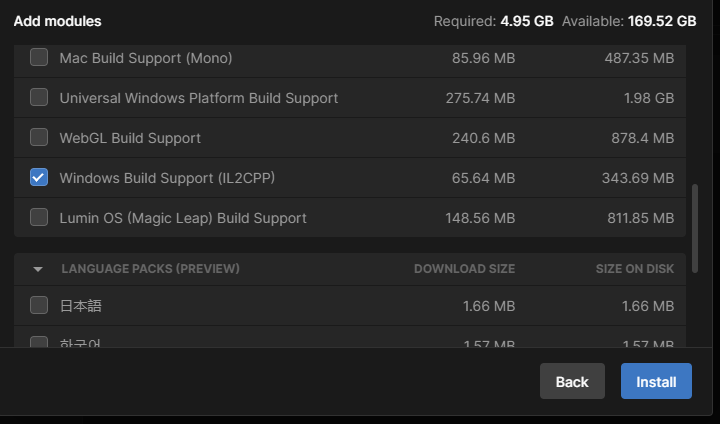 Add modules Required: 4.95 GB Available: 169.52 GB
Mac Build Support (Mono) 85.96 MB 487.35 MB
Universal Windows Platform Build Support 275.74 MB 1.98 GB
WebGL Build Support 240.6 MB 878.4 MB
Windows Build Support (IL2CPP) 65.64 MB 343.69 MB
Lumin OS (Magic Leap) Build Support 148.56 MB 811.85 MB
LANGUAGE PACKS (PREVIEW) DOWNLOAD SIZE SIZE ON DISK
日本語 1.66 MB 1.66 MB
한국어 1.57 MB 1.57 MB
Back Install